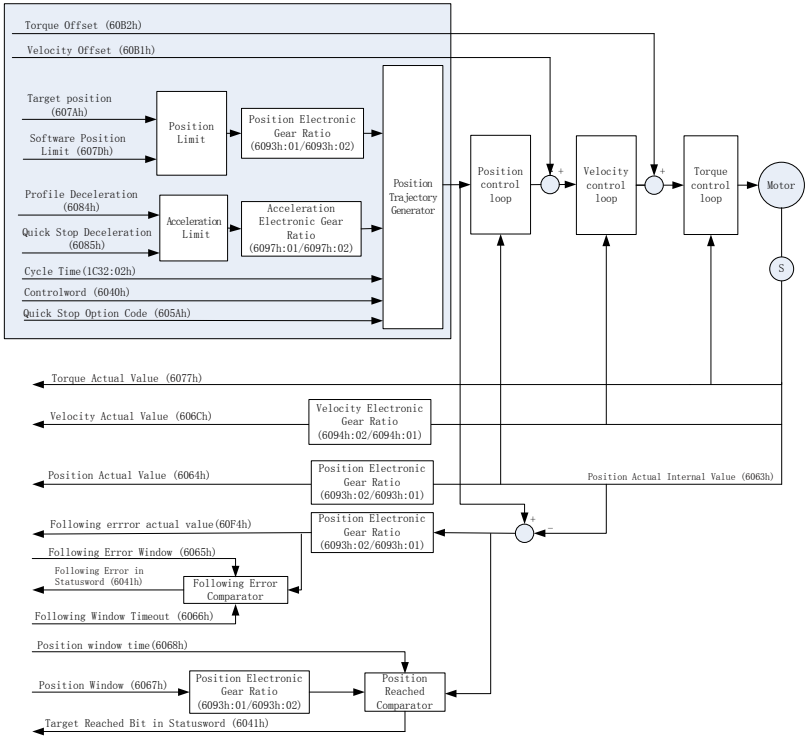 Torque Offset (60B2h)
Velocity Offset (60B1h)
Target position
(607Ah)
Software Position
Limit (607Dh)
Position
Limit
Position Electronic
Gear Ratio
(6093h:01/6093h:02)
Profile Deceleration
(6084h)
Quick Stop Deceleration
(6085h)
Acceleration
Limit
Acceleration
Electronic Gear
Ratio
(6097h:01/6097h:02)
Cycle Time(1C32:02h)
Controlword (6040h)
Quick Stop Option Code (605Ah)
Position
Trajectory
Generator
Position
control
loop
+
Velocity
control
loop
+
Torque
control
loop
Motor
S
Torque Actual Value (6077h)
Velocity Actual Value (606Ch)
Velocity Electronic
Gear Ratio
(6094h:02/6094h:01)
Position Actual Value (6064h)
Position Electronic
Gear Ratio
(6093h:02/6093h:01)
Position Actual Internal Value (6063h)
Following errror actual value(60F4h)
Position Electronic
Gear Ratio
(6093h:02/6093h:01)
+
-
Following Error Window (6065h)
Following Error in
Statusword (6041h)
Following Error
Comparator
Following Window Timeout (6066h)
Position window time(6068h)
Position Window (6067h)
Position Electronic
Gear Ratio
(6093h:01/6093h:02)
Position
Reached
Comparator
Target Reached Bit in Statusword (6041h)